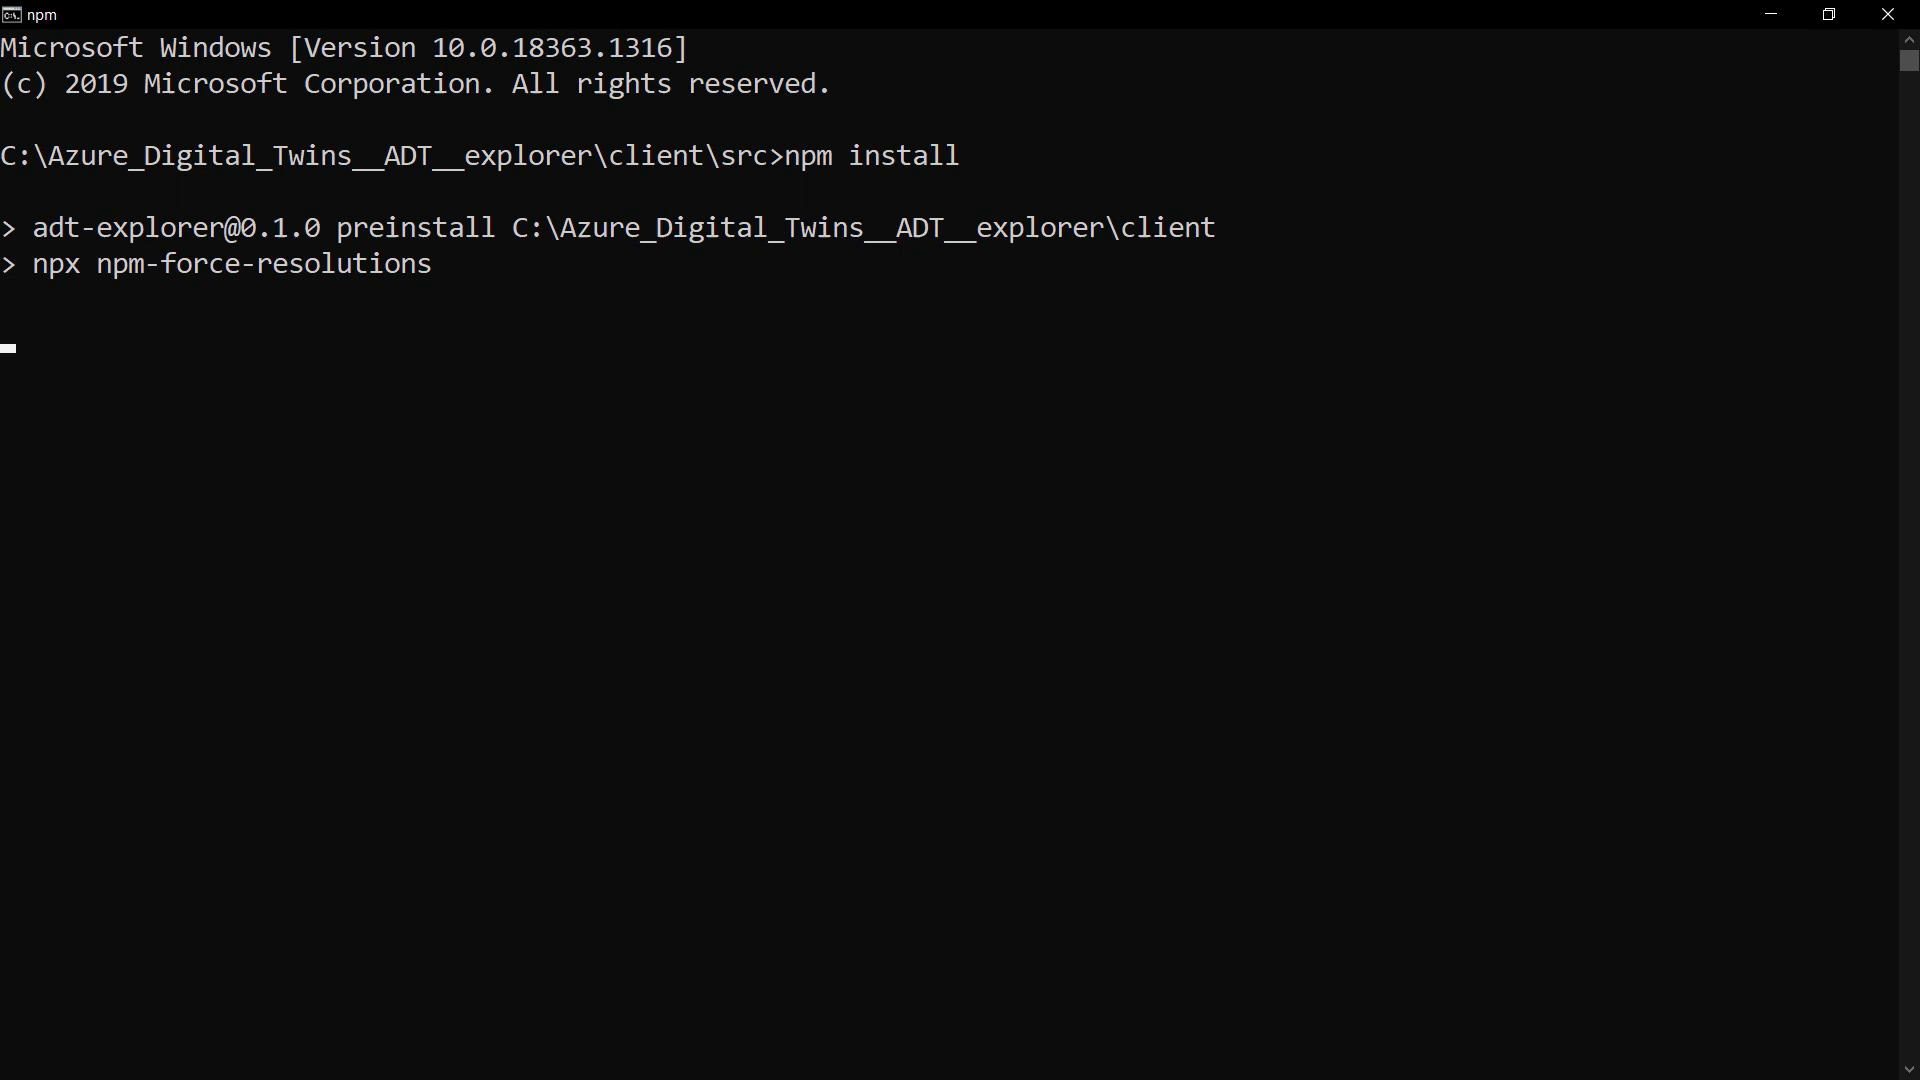 npm
Microsoft Windows [Version 10.0.18363.1316]
(c) 2019 Microsoft Corporation. All rights reserved.
C:\Azure_Digital_Twins__ADT__explorer\client\src>npm install
> adt-explorer@0.1.0 preinstall C:\Azure_Digital_Twins__ADT__explorer\client
> npx npm-force-resolutions